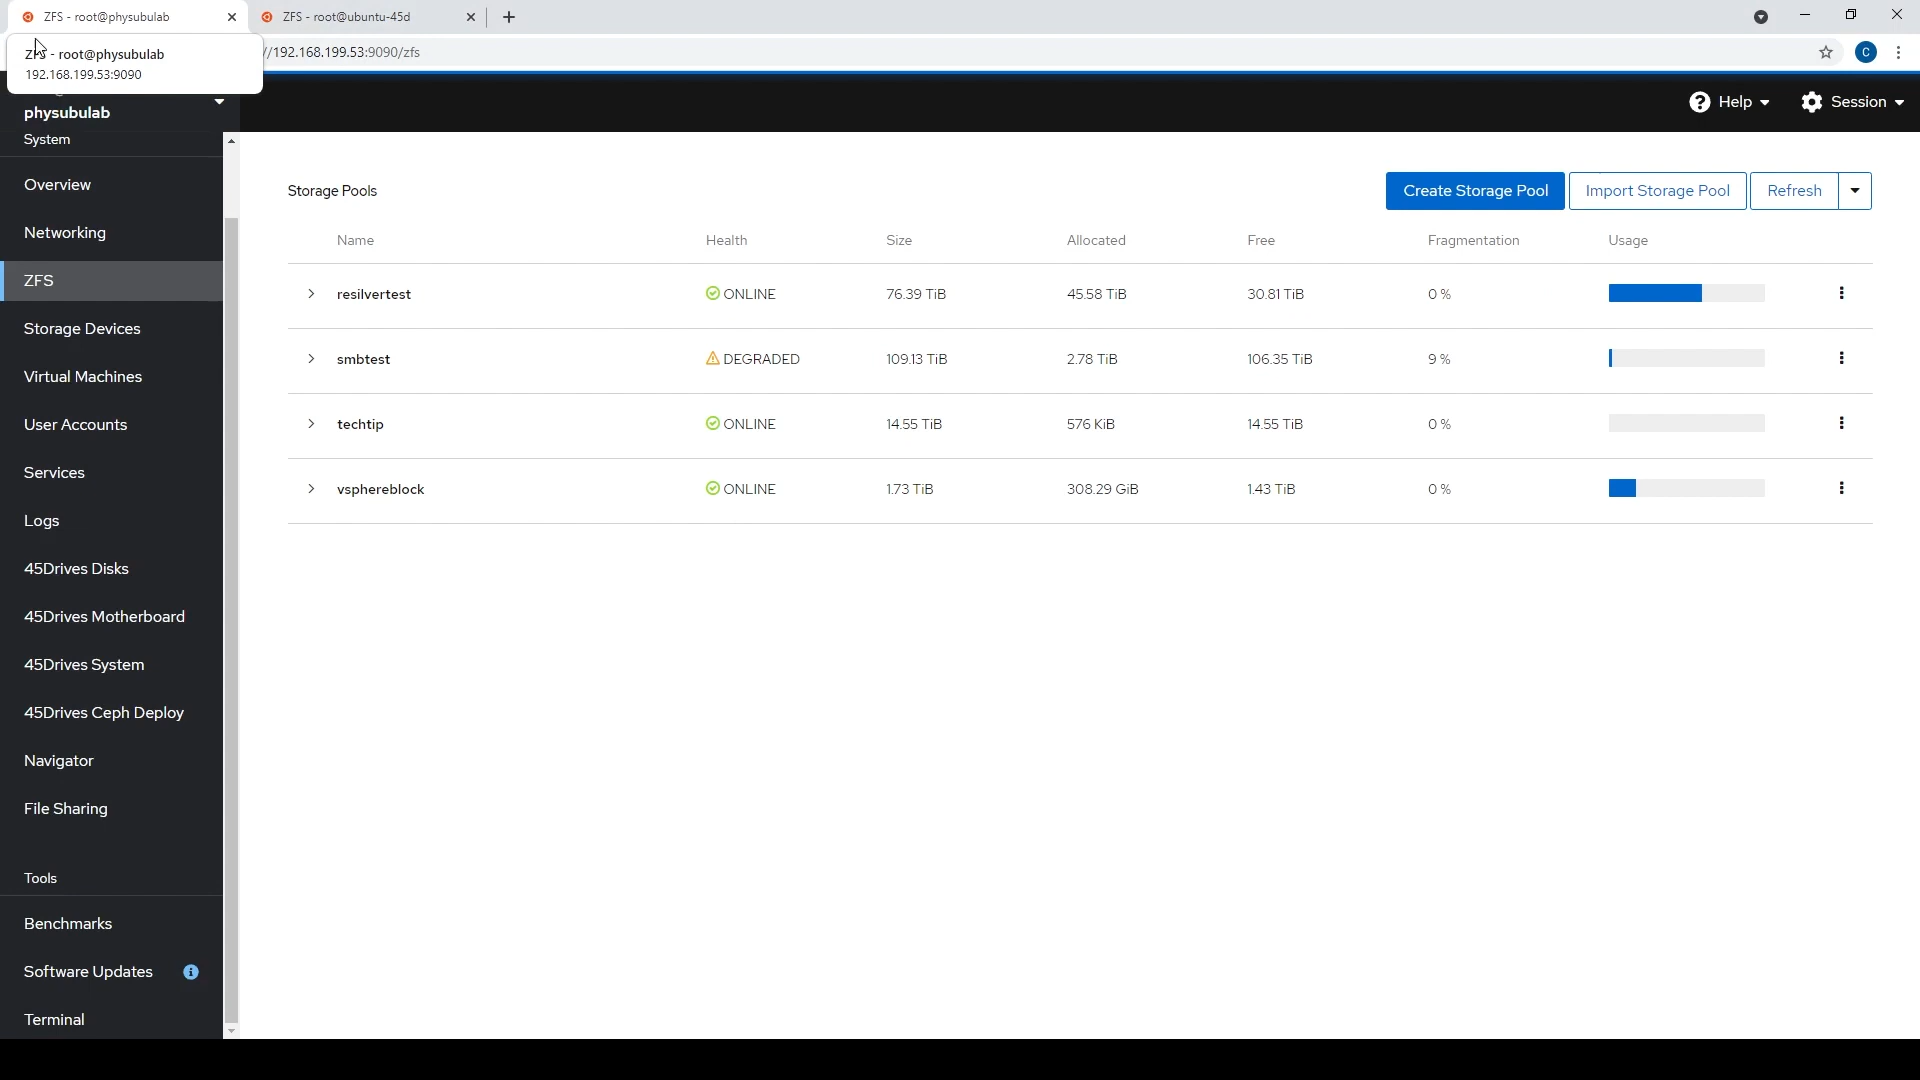 ZFS - root@physubulab
ZFS - root@ubuntu-45d
- root@physubulab
192.168.199.53:9090
//192.168.199.53:9090/zfs
C
physubulab
Help
Session
System
Overview
Networking
ZFS
Storage Devices
Virtual Machines
User Accounts
Services
Logs
45Drives Disks
45Drives Motherboard
45Drives System
45Drives Ceph Deploy
Navigator
File Sharing
Tools
Benchmarks
Software Updates
Terminal
Storage Pools
Create Storage Pool
Import Storage Pool
Refresh
Name Health Size Allocated Free Fragmentation Usage
resilvertest ONLINE 76.39 TiB 45.58 TiB 30.81 TiB 0 %
smbtest DEGRADED 109.13 TiB 2.78 TiB 106.35 TiB 9 %
techtip ONLINE 14.55 TiB 576 KiB 14.55 TiB 0 %
vsphereblock ONLINE 1.73 TiB 308.29 GiB 1.43 TiB 0 %